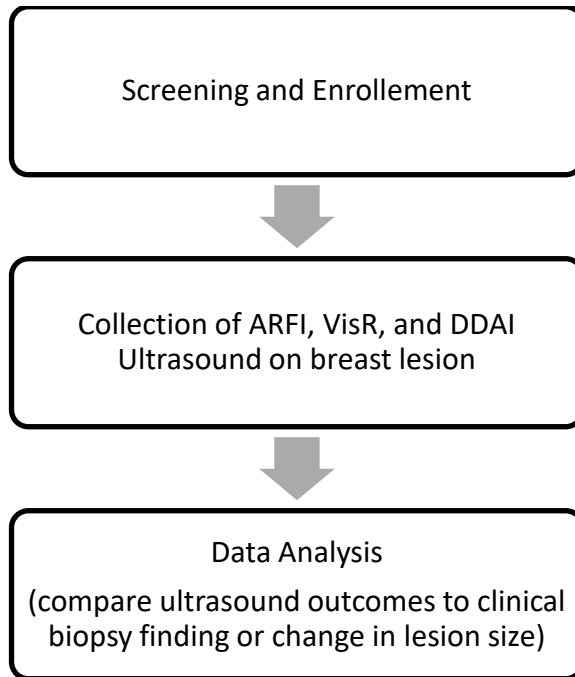 Screening and Enrollement
Collection of ARFI, VisR, and DDAI
Ultrasound on breast lesion
Data Analysis
(compare ultrasound outcomes to clinical
biopsy finding or change in lesion size)